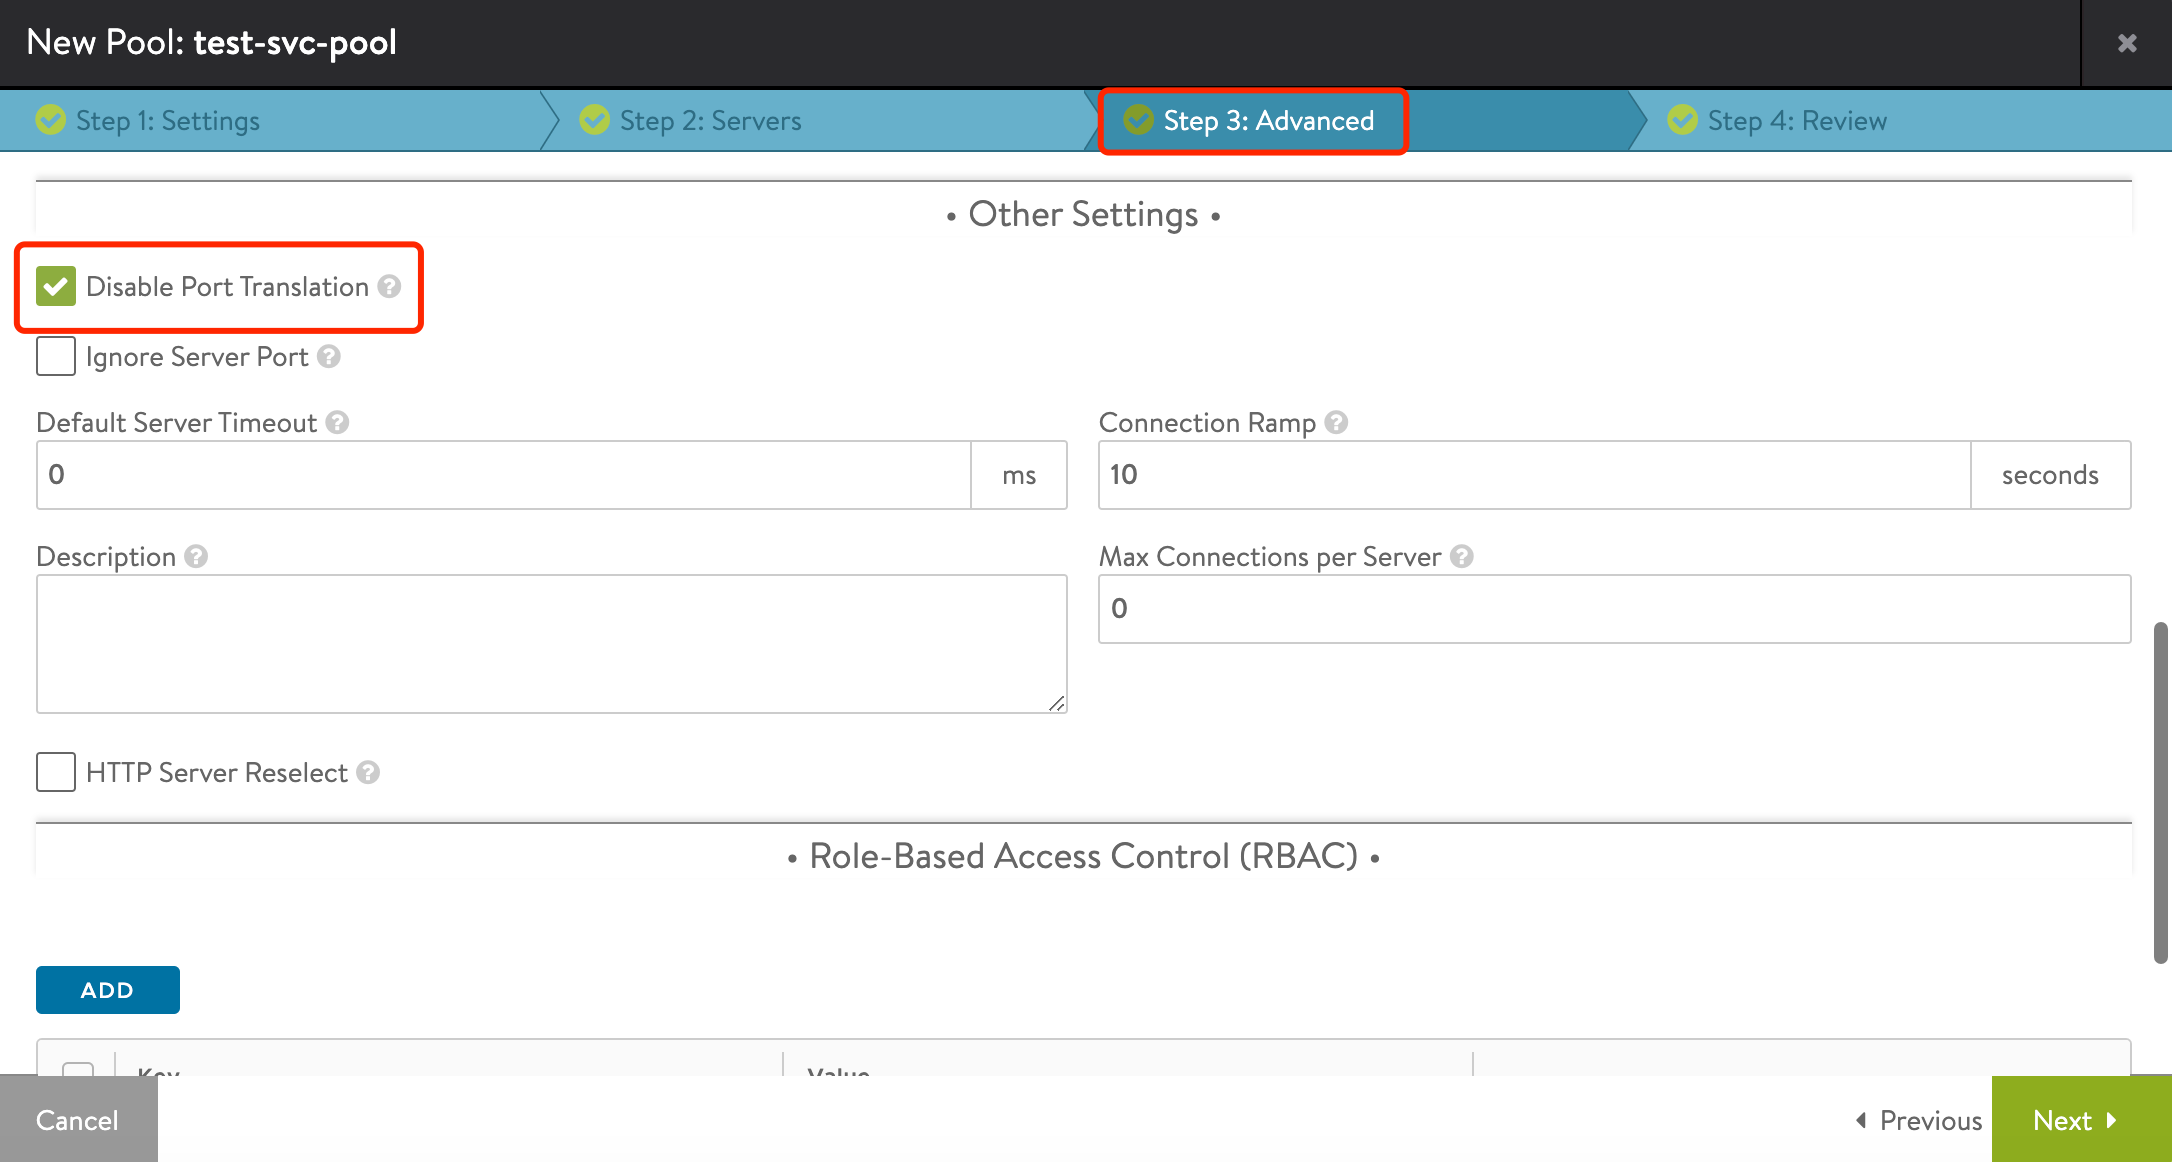 New Pool: test-svc-pool
Step 1: Settings
Step 2: Servers
Step 3: Advanced
Step 4: Review
• Other Settings •
Disable Port Translation ?
Ignore Server Port ?
Default Server Timeout ?
Connection Ramp ?
0 ms
10 seconds
Description ?
Max Connections per Server ?
0
HTTP Server Reselect ?
• Role-Based Access Control (RBAC) •
ADD
Key Value
Cancel
Previous
Next